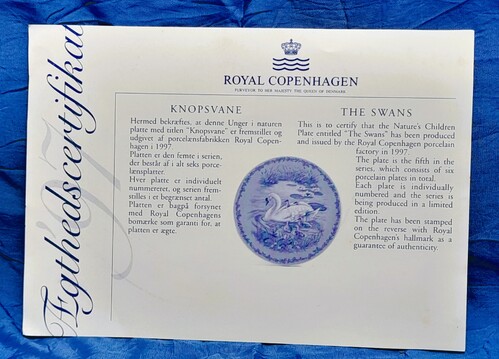 Ægthedscertifikat
ROYAL COPENHAGEN
PURVEYOR TO HER MAJESTY THE QUEEN OF DENMARK
KNOPSVANE
Hermed bekræftes, at denne Unger i naturen
platte med titlen "Knopsvane" er fremstillet og
udgivet af porcelænsfabrikken Royal Copen-
hagen i 1997.
Platten er den femte i serien,
der består af i alt seks porce-
lænsplatter.
Hver platte er individuelt
nummereret, og serien frem-
stilles i et begrænset antal.
Platten er bagpå forsynet
med Royal Copenhagens
bomærke som garanti for, at
platten er ægte.
THE SWANS
This is to certify that the Nature's Children
Plate entitled "The Swans" has been produced
and issued by the Royal Copenhagen porcelain
factory in 1997.
The plate is the fifth in the
series, which consists of six
porcelain plates in total.
Each plate is individually
numbered and the series is
being produced in a limited
edition.
The plate has been stamped
on the reverse with Royal
Copenhagen's hallmark as a
guarantee of authenticity.